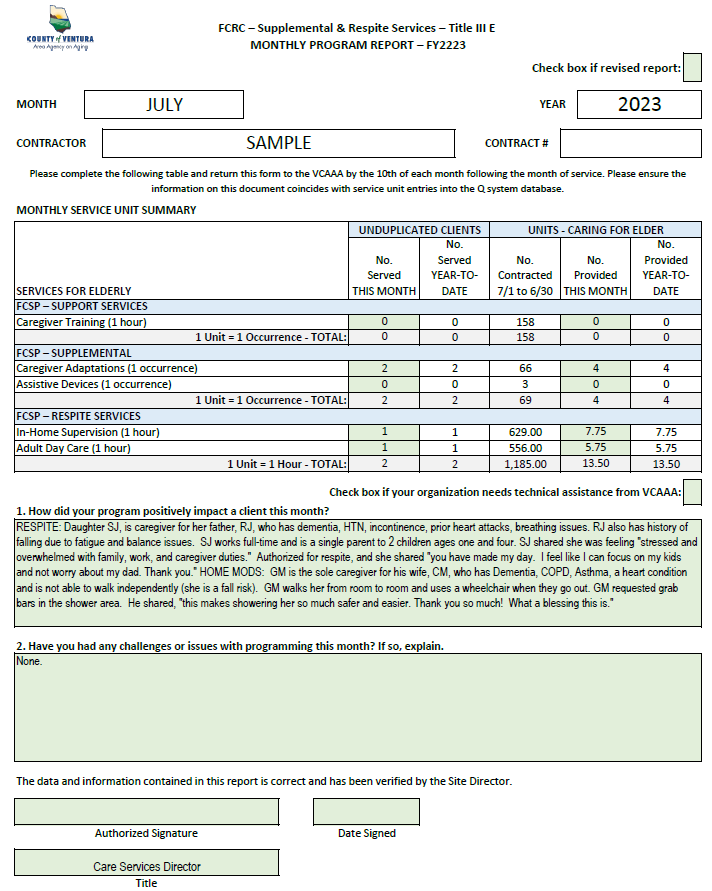 COUNTY of VENTURA
Area Agency on Aging
FCRC – Supplemental & Respite Services – Title III E
MONTHLY PROGRAM REPORT – FY2223
Check box if revised report:
MONTH JULY YEAR 2023
CONTRACTOR SAMPLE CONTRACT #
Please complete the following table and return this form to the VCAAA by the 10th of each month following the month of service. Please ensure the
information on this document coincides with service unit entries into the Q system database.
MONTHLY SERVICE UNIT SUMMARY
UNDUPLICATED CLIENTS UNITS - CARING FOR ELDER
No. No.
No. Served No. No. Provided
Served YEAR-TO- Contracted Provided YEAR-TO-
SERVICES FOR ELDERLY THIS MONTH DATE 7/1 to 6/30 THIS MONTH DATE
FCSP – SUPPORT SERVICES
Caregiver Training (1 hour) 0 0 158 0 0
1 Unit = 1 Occurrence - TOTAL: 0 0 158 0 0
FCSP – SUPPLEMENTAL
Caregiver Adaptations (1 occurrence) 2 2 66 4 4
Assistive Devices (1 occurrence) 0 0 3 0 0
1 Unit = 1 Occurrence - TOTAL: 2 2 69 4 4
FCSP – RESPITE SERVICES
In-Home Supervision (1 hour) 1 1 629.00 7.75 7.75
Adult Day Care (1 hour) 1 1 556.00 5.75 5.75
1 Unit = 1 Hour - TOTAL: 2 2 1,185.00 13.50 13.50
Check box if your organization needs technical assistance from VCAAA:
1. How did your program positively impact a client this month?
RESPITE: Daughter SJ, is caregiver for her father, RJ, who has dementia, HTN, incontinence, prior heart attacks, breathing issues. RJ also has history of
falling due to fatigue and balance issues. SJ works full-time and is a single parent to 2 children ages one and four. SJ shared she was feeling "stressed and
overwhelmed with family, work, and caregiver duties." Authorized for respite, and she shared "you have made my day. I feel like I can focus on my kids
and not worry about my dad. Thank you." HOME MODS: GM is the sole caregiver for his wife, CM, who has Dementia, COPD, Asthma, a heart condition
and is not able to walk independently (she is a fall risk). GM walks her from room to room and uses a wheelchair when they go out. GM requested grab
bars in the shower area. He shared, "this makes showering her so much safer and easier. Thank you so much! What a blessing this is."
2. Have you had any challenges or issues with programming this month? If so, explain.
None.
The data and information contained in this report is correct and has been verified by the Site Director.
Authorized Signature Date Signed
Care Services Director
Title